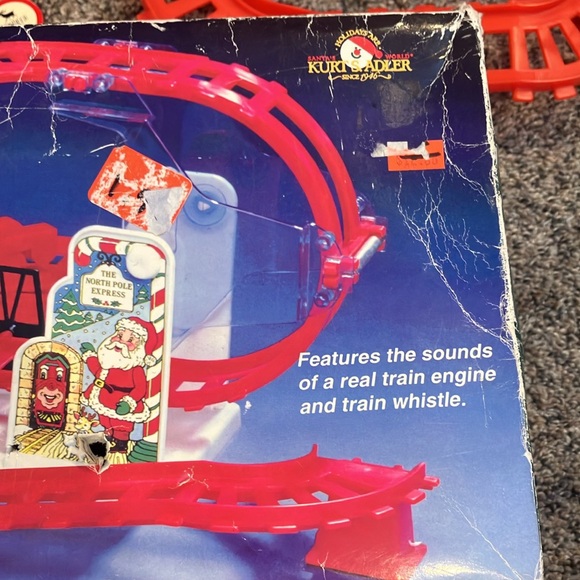 HOLIDAYS ARE
SANTA'S WORLD
KURT S. ADLER
SINCE 1946
THE
NORTH POLE
EXPRESS
Features the sounds
of a real train engine
and train whistle.